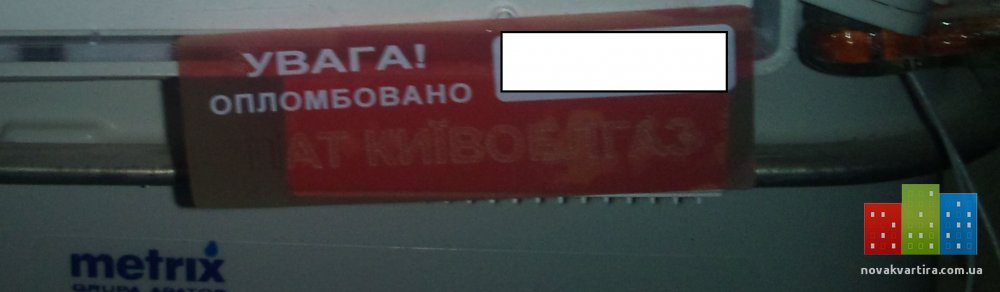 УВАГА!
ОПЛОМБОВАНО
АТ КИЇВОБЛГАЗ
metrix
novakvartira.com.ua